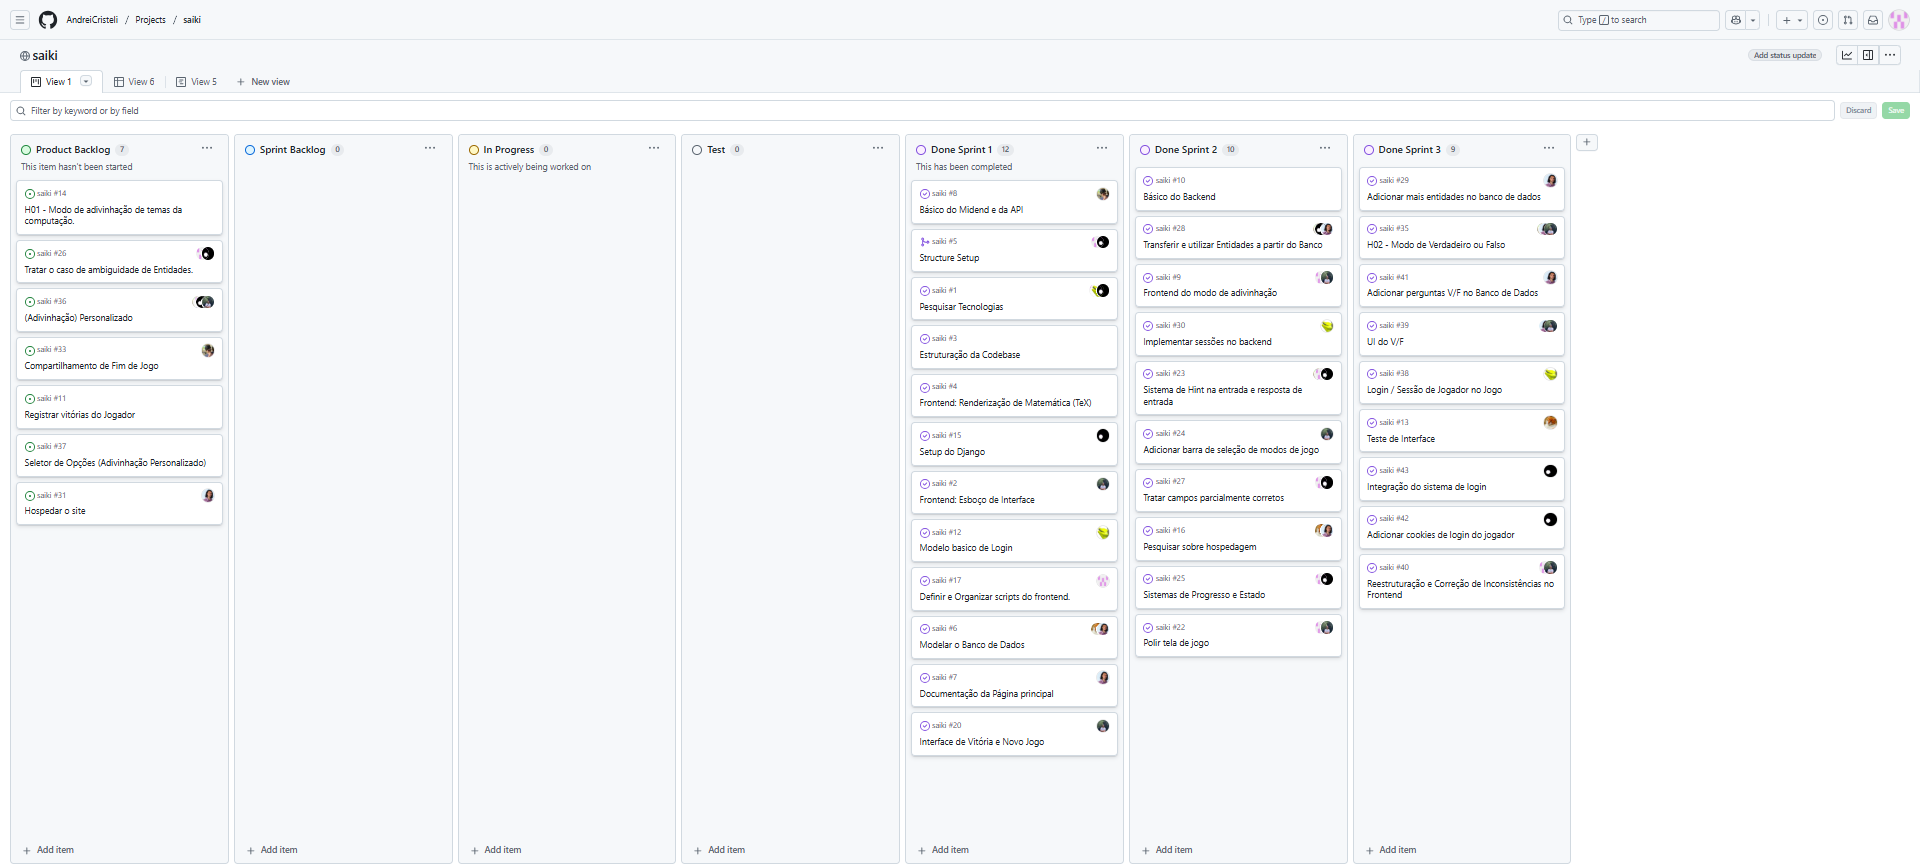 AndreiCristeli / Projects / saiki
Type / to search
saiki
Add status update
View 1
View 6
View 5
New view
Filter by keyword or by field
Discard
Save
Product Backlog 7
This item hasn't been started
saiki #14
H01 - Modo de adivinhação de temas da
computação.
saiki #26
Tratar o caso de ambiguidade de Entidades.
saiki #36
(Adivinhação) Personalizado
saiki #33
Compartilhamento de Fim de Jogo
saiki #11
Registrar vitórias do Jogador
saiki #37
Seletor de Opções (Adivinhação Personalizado)
saiki #31
Hospedar o site
Add item
Sprint Backlog 0
Add item
In Progress 0
This is actively being worked on
Add item
Test 0
Add item
Done Sprint 1 12
This has been completed
saiki #8
Básico do Midend e da API
saiki #5
Structure Setup
saiki #1
Pesquisar Tecnologias
saiki #3
Estruturação da Codebase
saiki #4
Frontend: Renderização de Matemática (TeX)
saiki #15
Setup do Django
saiki #2
Frontend: Esboço de Interface
saiki #12
Modelo basico de Login
saiki #17
Definir e Organizar scripts do frontend.
saiki #6
Modelar o Banco de Dados
saiki #7
Documentação da Página principal
saiki #20
Interface de Vitória e Novo Jogo
Add item
Done Sprint 2 10
saiki #10
Básico do Backend
saiki #28
Transferir e utilizar Entidades a partir do Banco
saiki #9
Frontend do modo de adivinhação
saiki #30
Implementar sessões no backend
saiki #23
Sistema de Hint na entrada e resposta de
entrada
saiki #24
Adicionar barra de seleção de modos de jogo
saiki #27
Tratar campos parcialmente corretos
saiki #16
Pesquisar sobre hospedagem
saiki #25
Sistemas de Progresso e Estado
saiki #22
Polir tela de jogo
Add item
Done Sprint 3 9
saiki #29
Adicionar mais entidades no banco de dados
saiki #35
H02 - Modo de Verdadeiro ou Falso
saiki #41
Adicionar perguntas V/F no Banco de Dados
saiki #39
UI do V/F
saiki #38
Login / Sessão de Jogador no Jogo
saiki #13
Teste de Interface
saiki #43
Integração do sistema de login
saiki #42
Adicionar cookies de login do jogador
saiki #40
Reestruturação e Correção de Inconsistências no
Frontend
Add item